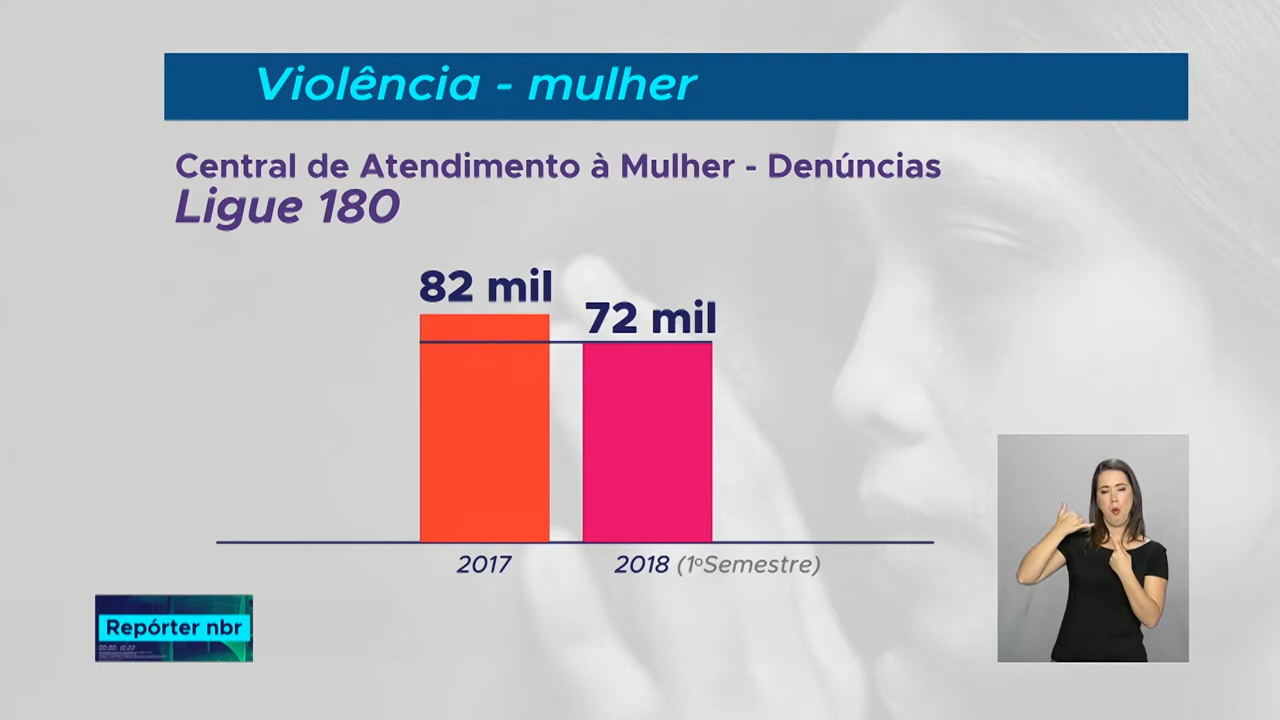 Violência - mulher
Central de Atendimento à Mulher - Denúncias
Ligue 180
82 mil
72 mil
2017
2018 (1ºSemestre)
Repórter nbr